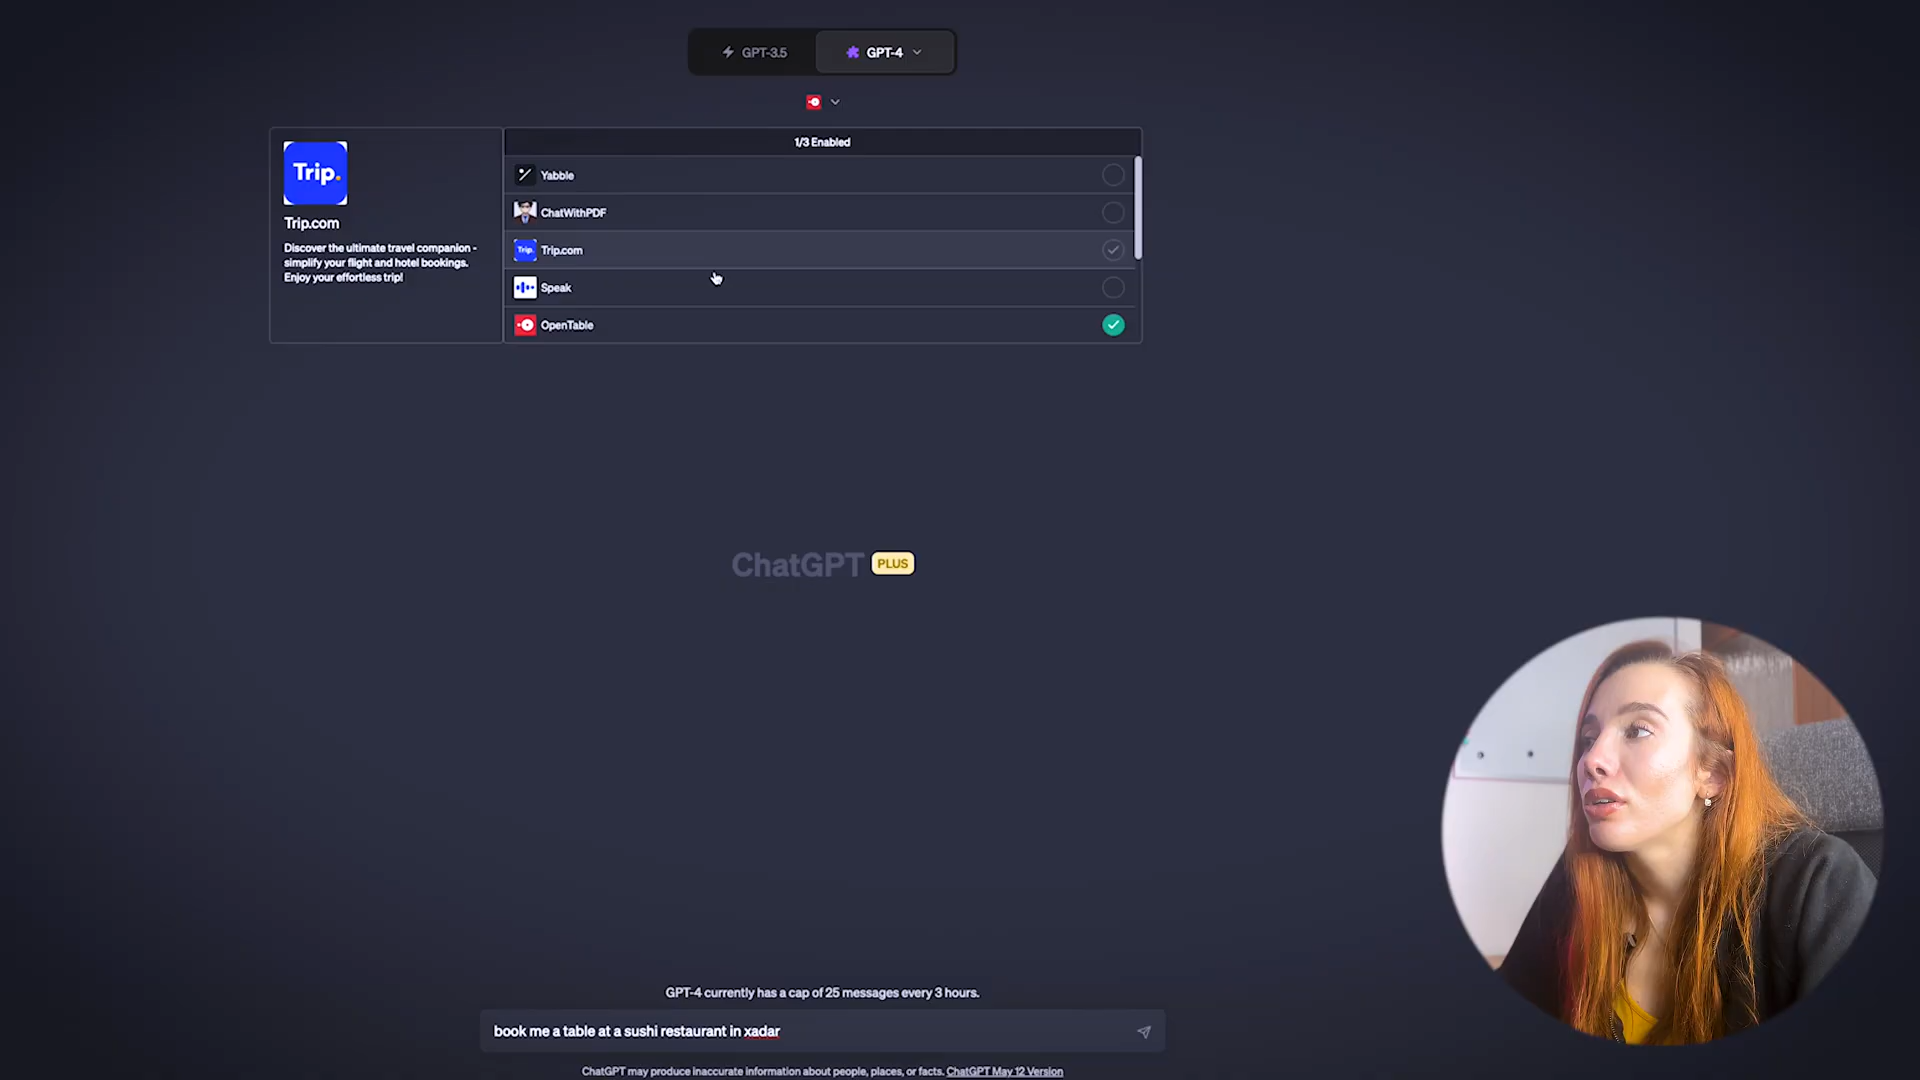 GPT-3.5
GPT-4
1/3 Enabled
Trip.
Trip.com
Discover the ultimate travel companion -
simplify your flight and hotel bookings.
Enjoy your effortless trip!
Yabble
ChatWithPDF
Trip. Trip.com
Speak
OpenTable
ChatGPT PLUS
GPT-4 currently has a cap of 25 messages every 3 hours.
book me a table at a sushi restaurant in xadar
ChatGPT may produce inaccurate information about people, places, or facts. ChatGPT May 12 Version